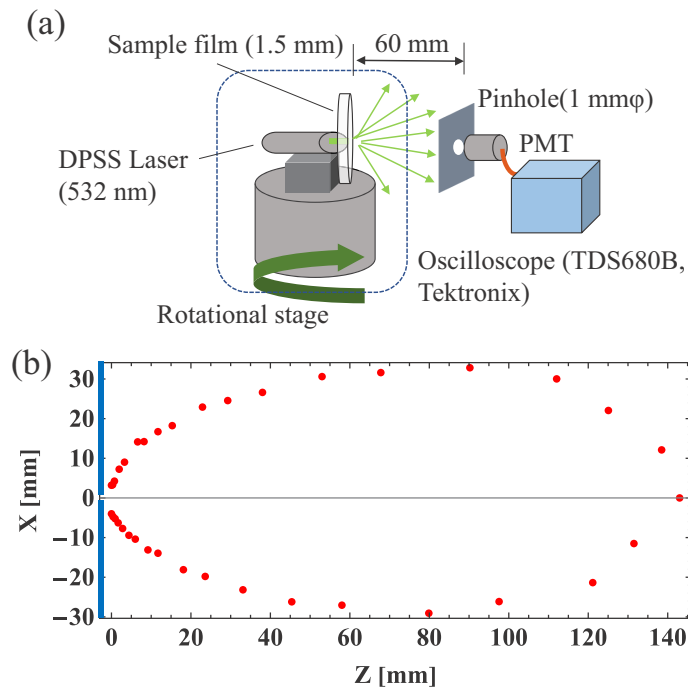 (a)
Sample film (1.5 mm)
60 mm
Pinhole(1 mmφ)
PMT
DPSS Laser
(532 nm)
Oscilloscope (TDS680B,
Tektronix)
Rotational stage
(b)
30
20
10
0
−10
−20
−30
X [mm]
0 20 40 60 80 100 120 140
Z [mm]